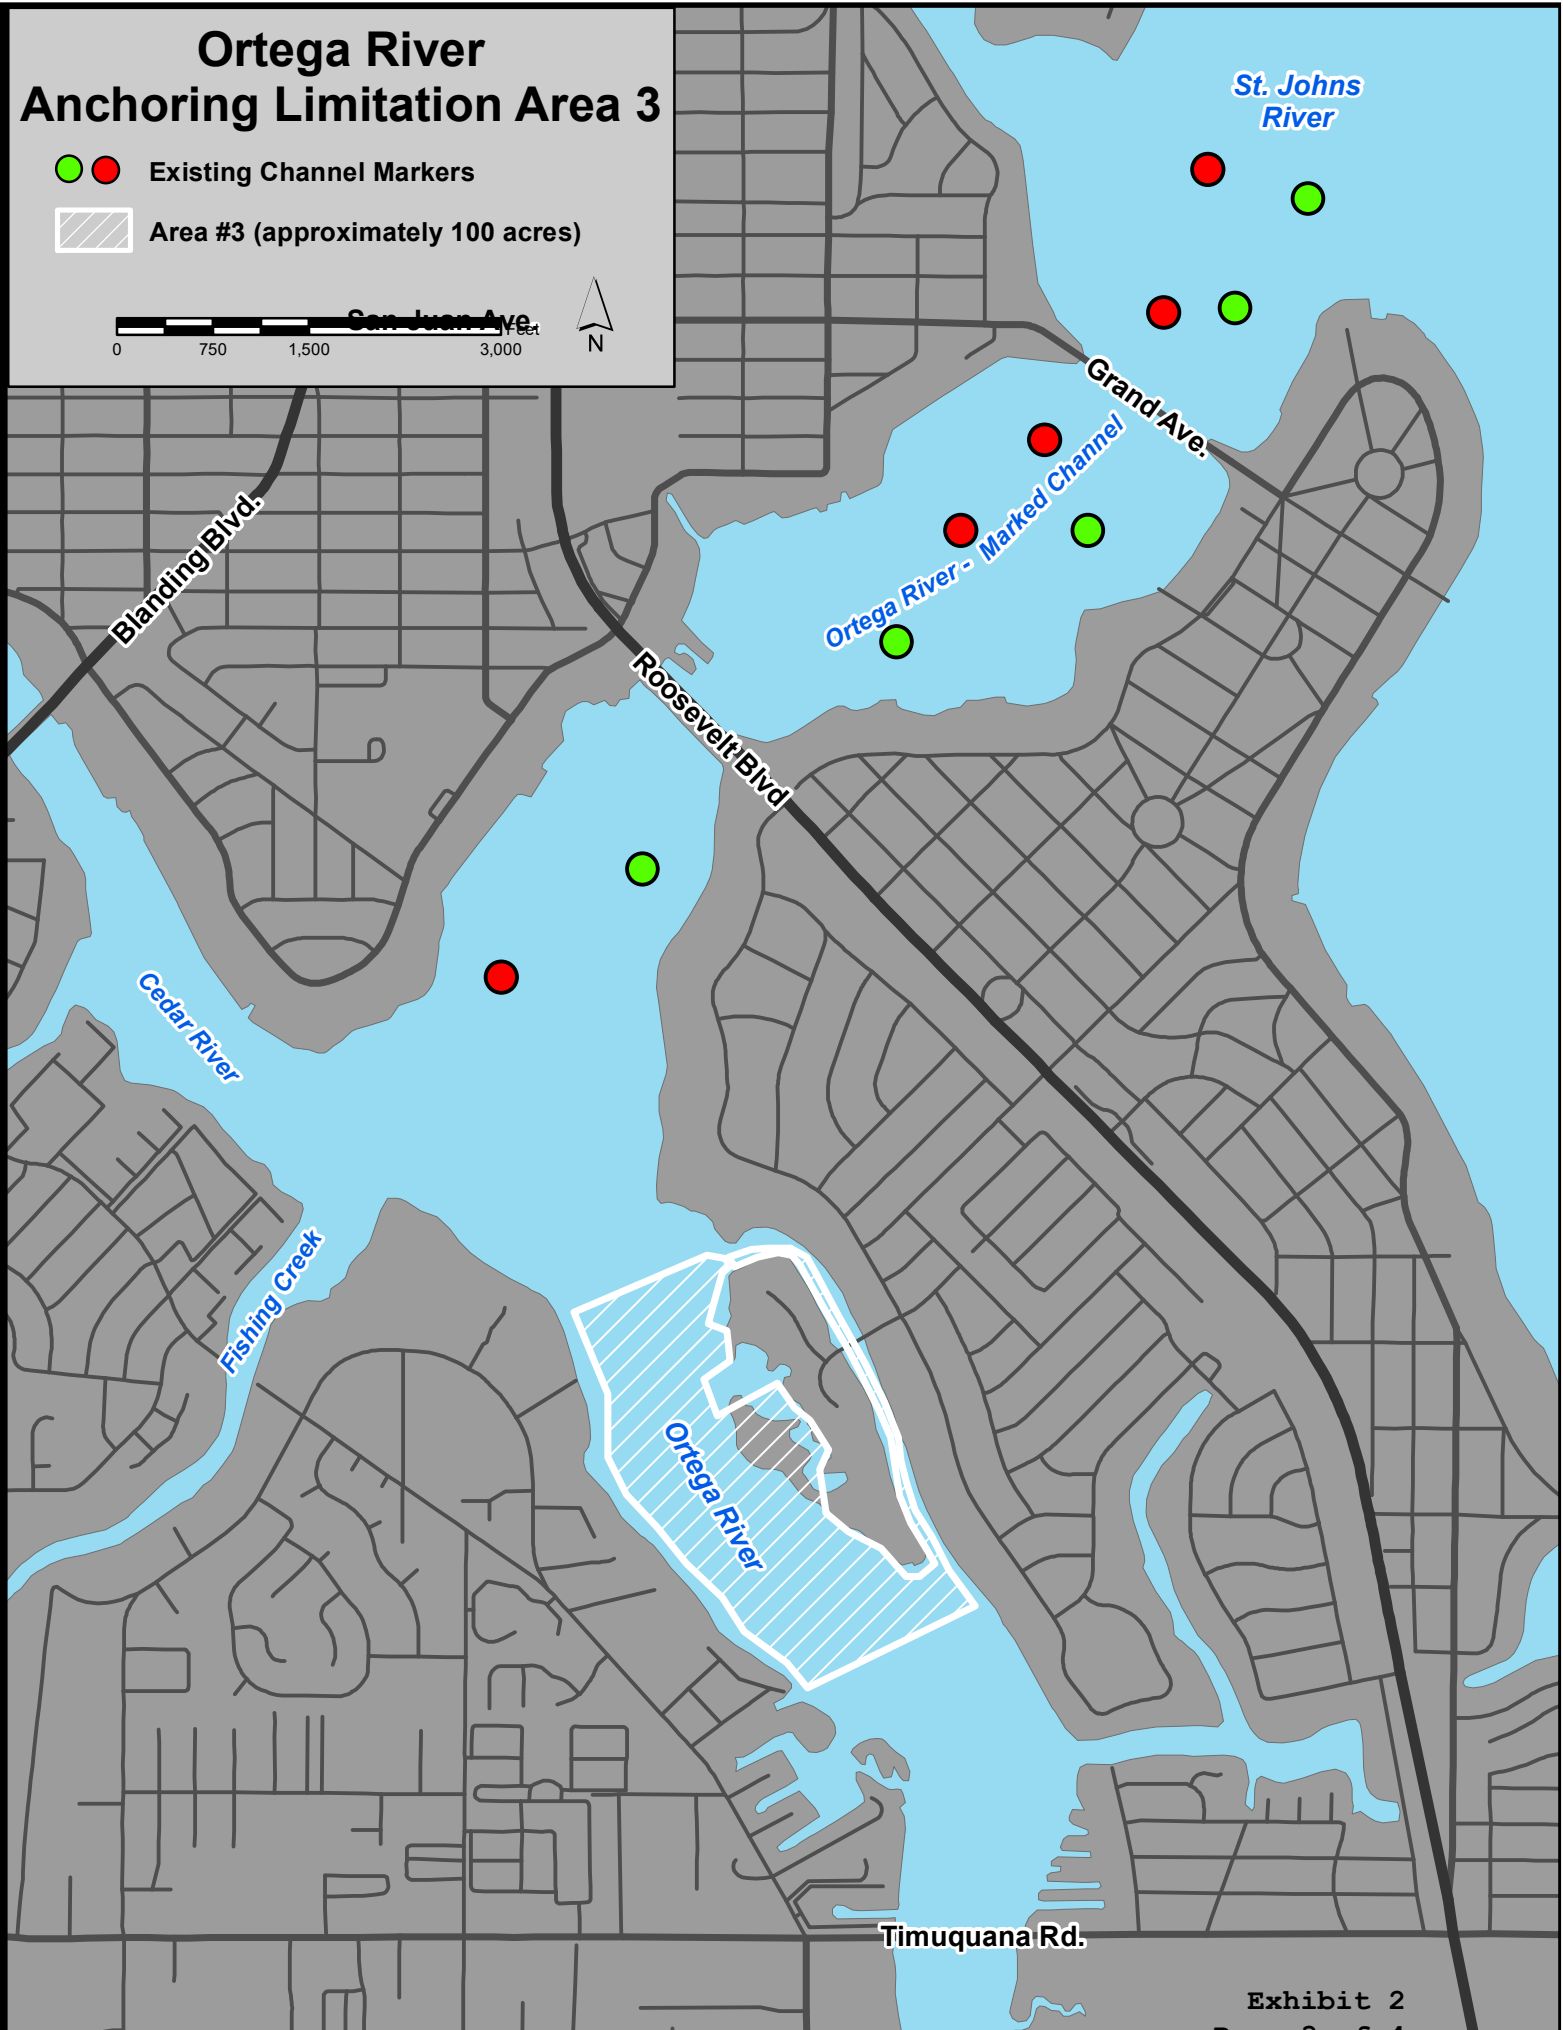 Ortega River
Anchoring Limitation Area 3
Existing Channel Markers
Area #3 (approximately 100 acres)
San Juan Ave.
Feet
0 750 1,500 3,000
N
St. Johns
River
Grand Ave.
Ortega River - Marked Channel
Blanding Blvd.
Roosevelt Blvd
Cedar River
Fishing Creek
Ortega River
Timuquana Rd.
Exhibit 2